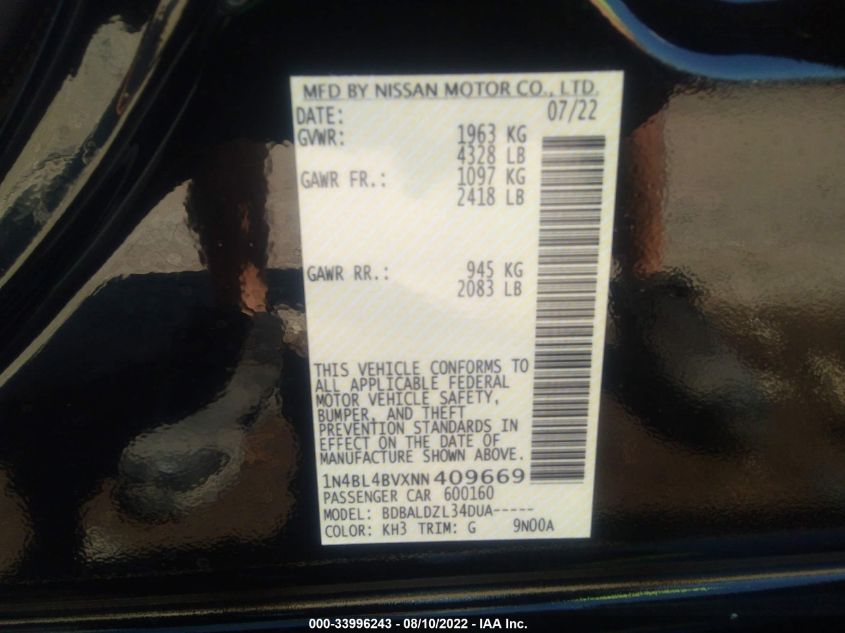 MFD BY NISSAN MOTOR CO., LTD.
DATE: 07/22
GVWR: 1963 KG
4328 LB
GAWR FR.: 1097 KG
2418 LB
GAWR RR.: 945 KG
2083 LB
THIS VEHICLE CONFORMS TO
ALL APPLICABLE FEDERAL
MOTOR VEHICLE SAFETY,
BUMPER, AND THEFT
PREVENTION STANDARDS IN
EFFECT ON THE DATE OF
MANUFACTURE SHOWN ABOVE.
1N4BL4BVXNN409669
PASSENGER CAR 600160
MODEL: BDBALDZL34DUA-----
COLOR: KH3 TRIM: G 9N00A
000-33996243 - 08/10/2022 - IAA Inc.